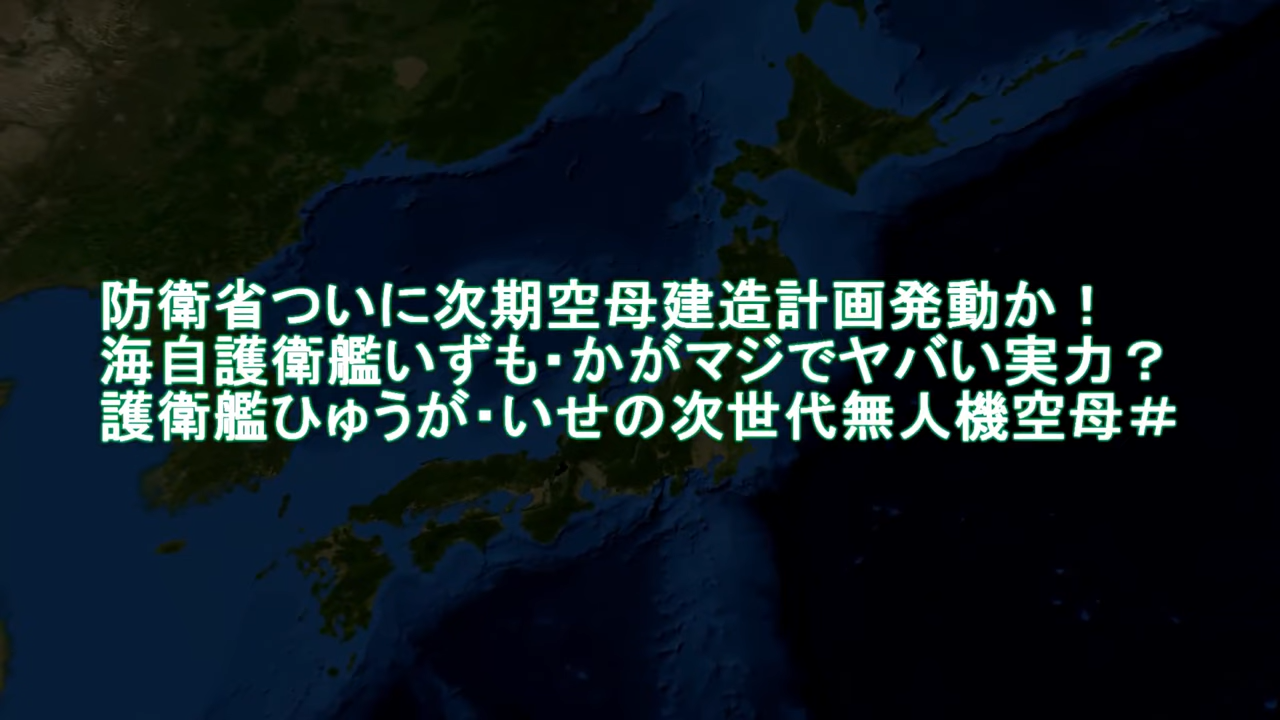 防衛省ついに次期空母建造計画発動か！
海自護衛艦いずも・かがマジでヤバい実力？
護衛艦ひゅうが・いせの次世代無人機空母＃